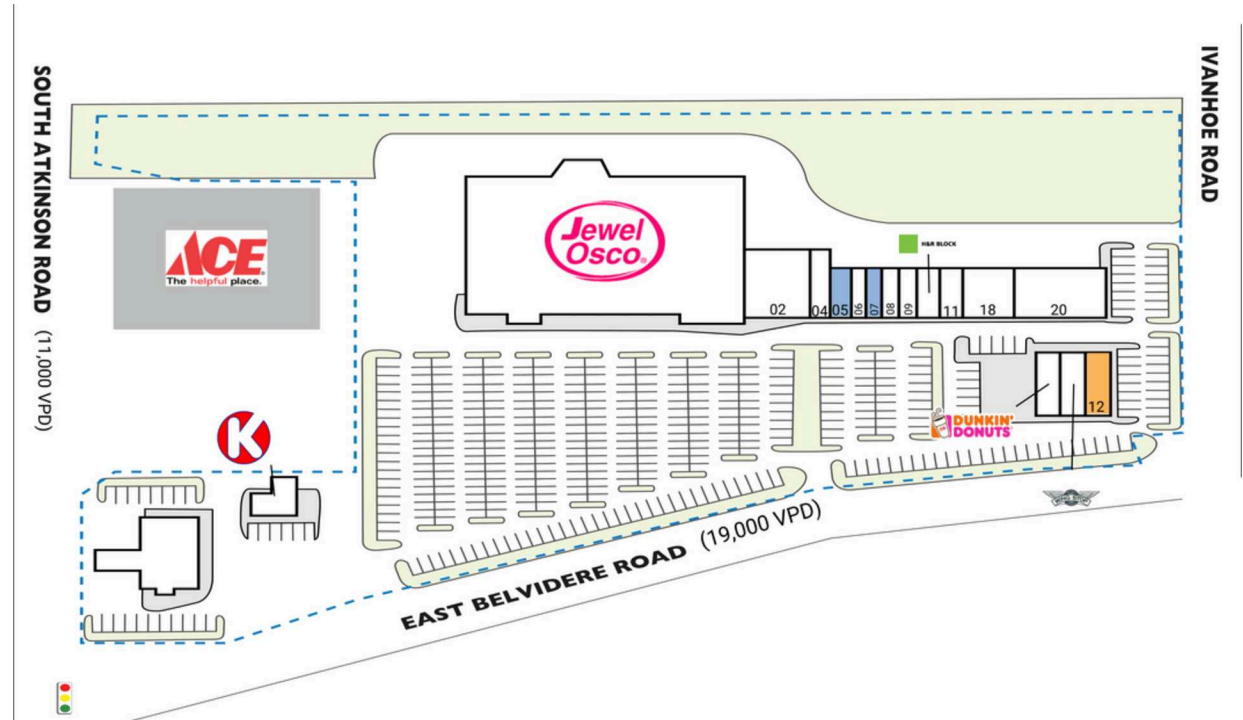 SOUTH ATKINSON ROAD (11,000 VPD)
IVANHOE ROAD
ACE
The helpful place.
Jewel
Osco
H&R BLOCK
02
04
05
06
07
08
09
11
18
20
K
DUNKIN'
DONUTS
12
EAST BELVIDERE ROAD (19,000 VPD)